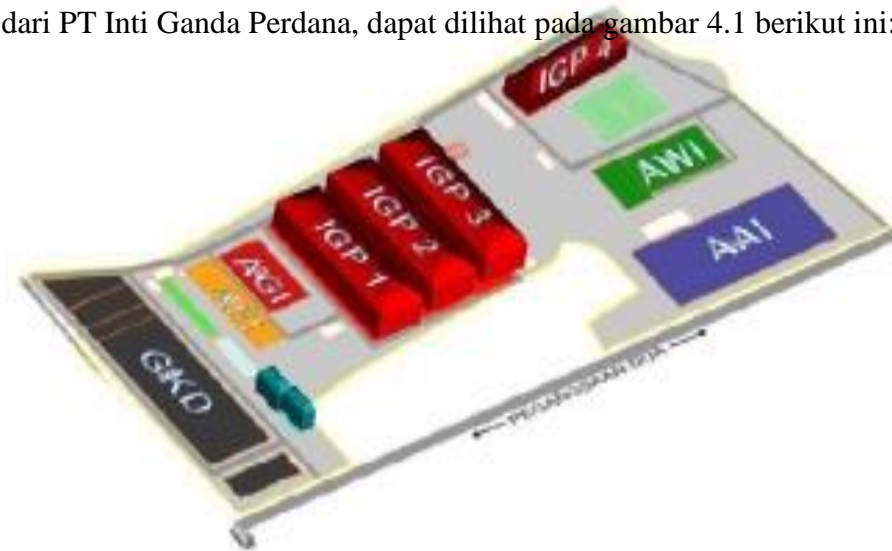 dari PT Inti Ganda Perdana, dapat dilihat pada gambar 4.1 berikut ini:
IGP 4
AWI
IGP 3
IGP 2
IGP 1
AAI
GKD